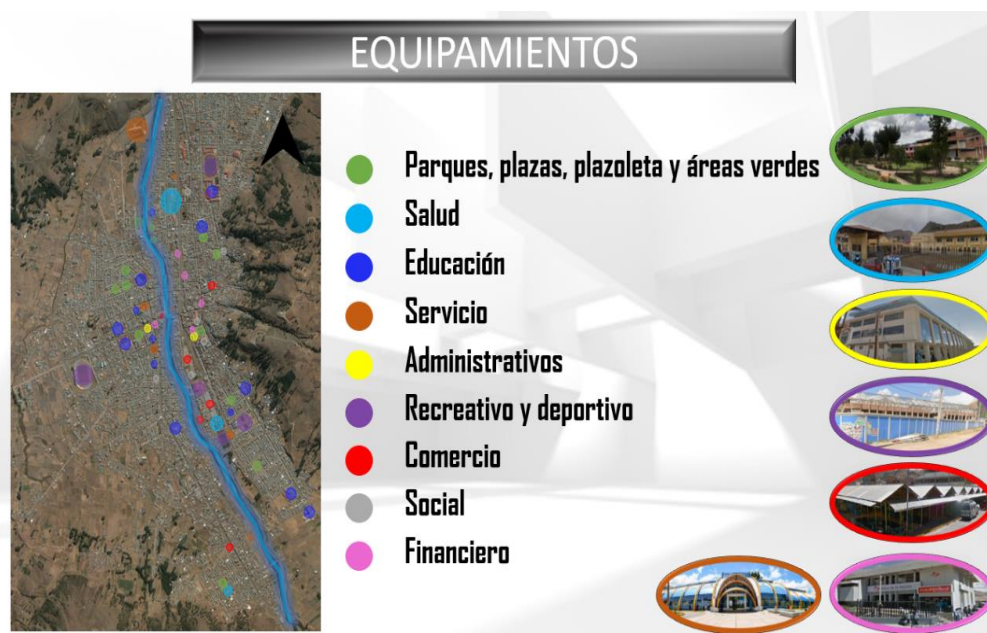 EQUIPAMIENTOS
Parques, plazas, plazoleta y áreas verdes
Salud
Educación
Servicio
Administrativos
Recreativo y deportivo
Comercio
Social
Financiero